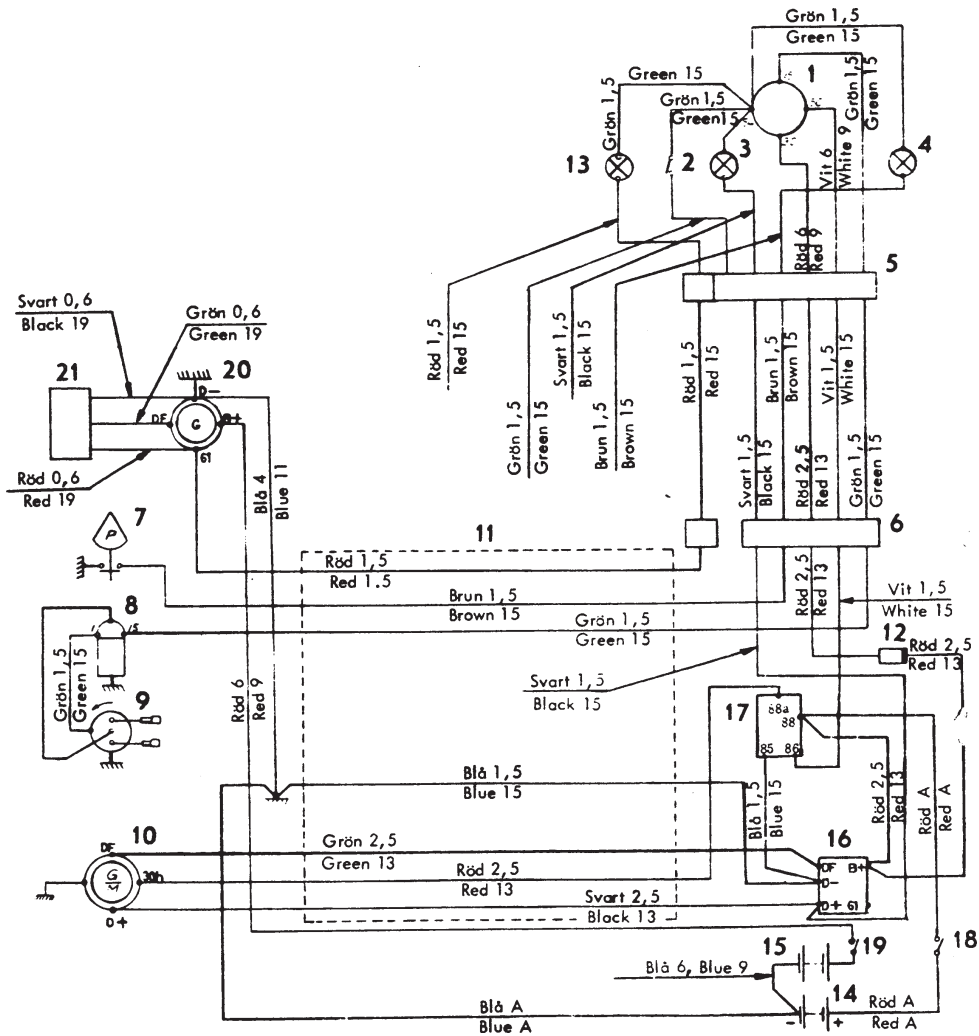 Grön 1,5
Green 15
1
Green 15
Grön 1,5
Grön 1,5
Green 15
Grön 1,5
Green 15
13
2
3
4
Vit 6
White 9
Röd 6
Red 9
5
Svart 0,6
Black 19
Grön 0,6
Green 19
21
20
D-
DF
G
B+
61
Röd 0,6
Red 19
Röd 1,5
Red 15
Grön 1,5
Green 15
Svart 1,5
Black 15
Brun 1,5
Brown 15
Röd 1,5
Red 15
Brun 1,5
Brown 15
Vit 1,5
White 15
Svart 1,5
Black 15
Röd 2,5
Red 13
Grön 1,5
Green 15
Blå 4
Blue 11
6
7
P
11
Röd 1,5
Red 1.5
Brun 1,5
Brown 15
Röd 2,5
Red 13
Vit 1,5
White 15
8
1
15
Grön 1,5
Green 15
12
Röd 2,5
Red 13
Grön 1,5
Green 15
9
Röd 6
Red 9
Svart 1,5
Black 15
17
88a
88
85
86
Blå 1,5
Blue 15
Blå 1,5
Blue 15
Röd 2,5
Red 13
Röd A
Red A
10
DF
G
M
30h
D+
Grön 2,5
Green 13
Röd 2,5
Red 13
Svart 2,5
Black 13
16
DF
B+
D-
D+
61
15
19
18
Blå 6, Blue 9
14
-
+
Blå A
Blue A
Röd A
Red A